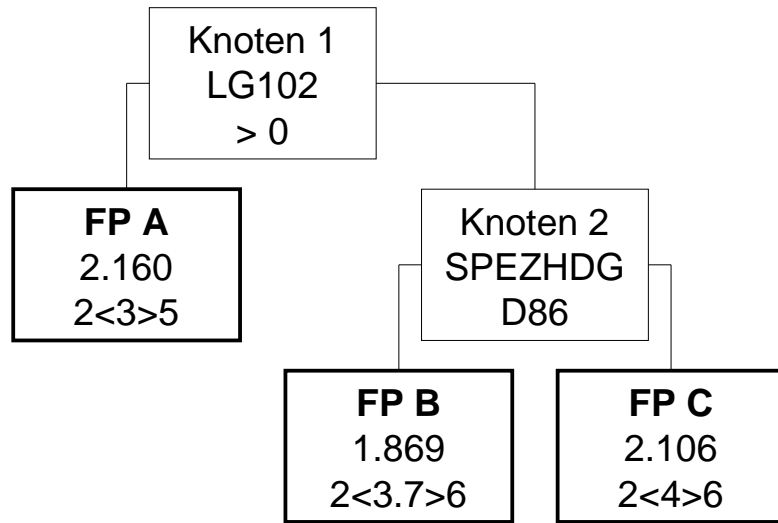 Knoten 1
LG102
> 0
FP A
2.160
2<3>5
Knoten 2
SPEZHDG
D86
FP B
1.869
2<3.7>6
FP C
2.106
2<4>6